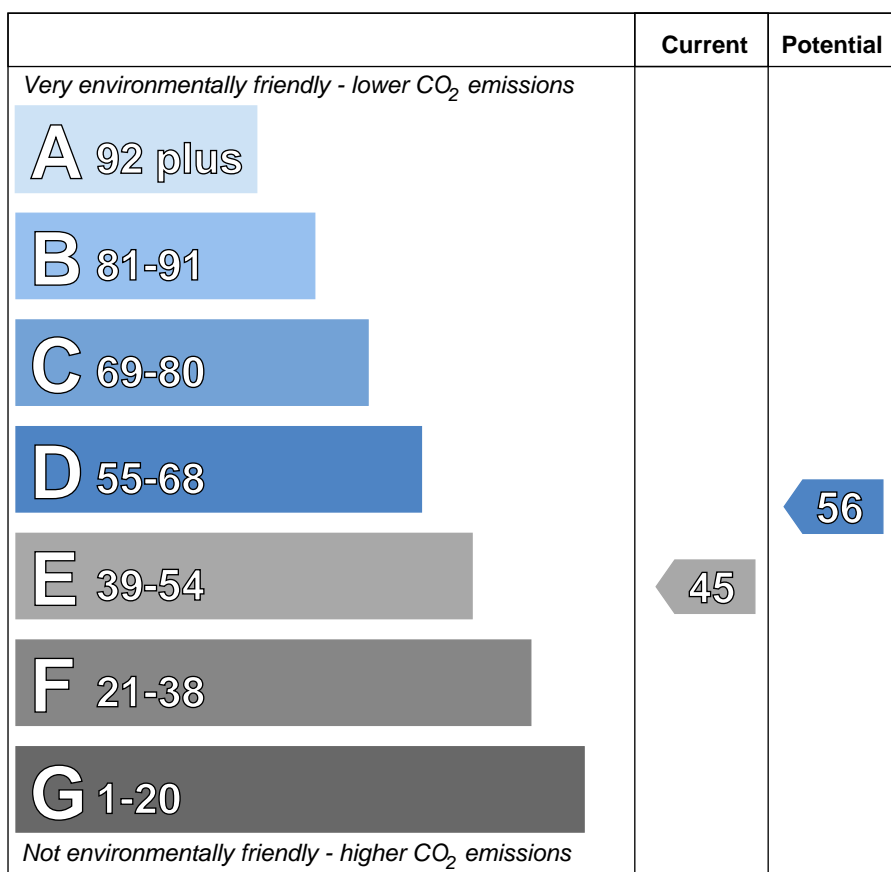 Current Potential
Very environmentally friendly - lower CO2 emissions
A 92 plus
B 81-91
C 69-80
D 55-68
56
E 39-54
45
F 21-38
G 1-20
Not environmentally friendly - higher CO2 emissions